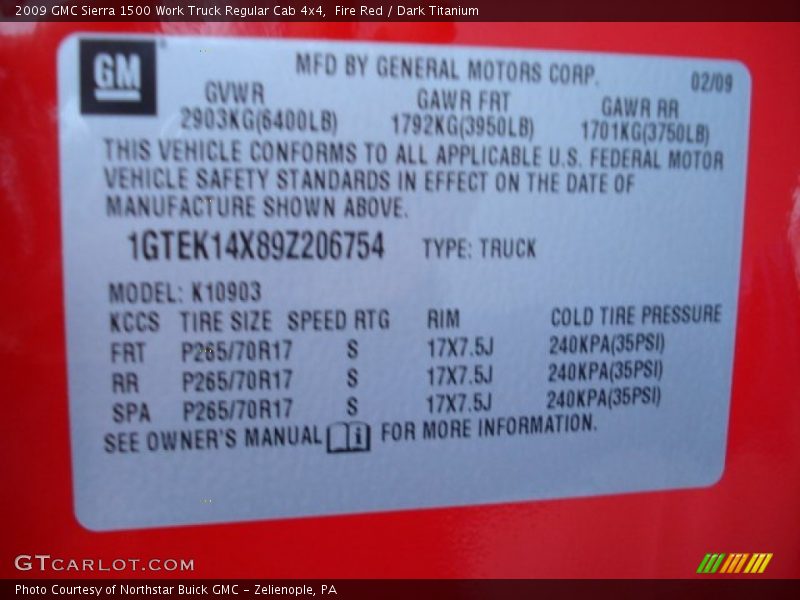 2009 GMC Sierra 1500 Work Truck Regular Cab 4x4,  Fire Red / Dark Titanium
GM
MFD BY GENERAL MOTORS CORP.
02/09
GVWR GAWR FRT GAWR RR
2903KG(6400LB) 1792KG(3950LB) 1701KG(3750LB)
THIS VEHICLE CONFORMS TO ALL APPLICABLE U.S. FEDERAL MOTOR
VEHICLE SAFETY STANDARDS IN EFFECT ON THE DATE OF
MANUFACTURE SHOWN ABOVE.
1GTEK14X89Z206754 TYPE: TRUCK
MODEL: K10903
KCCS TIRE SIZE SPEED RTG RIM COLD TIRE PRESSURE
FRT P265/70R17 S 17X7.5J 240KPA(35PSI)
RR P265/70R17 S 17X7.5J 240KPA(35PSI)
SPA P265/70R17 S 17X7.5J 240KPA(35PSI)
SEE OWNER'S MANUAL i FOR MORE INFORMATION.
GTCARLOT.COM
Photo Courtesy of Northstar Buick GMC - Zelienople, PA